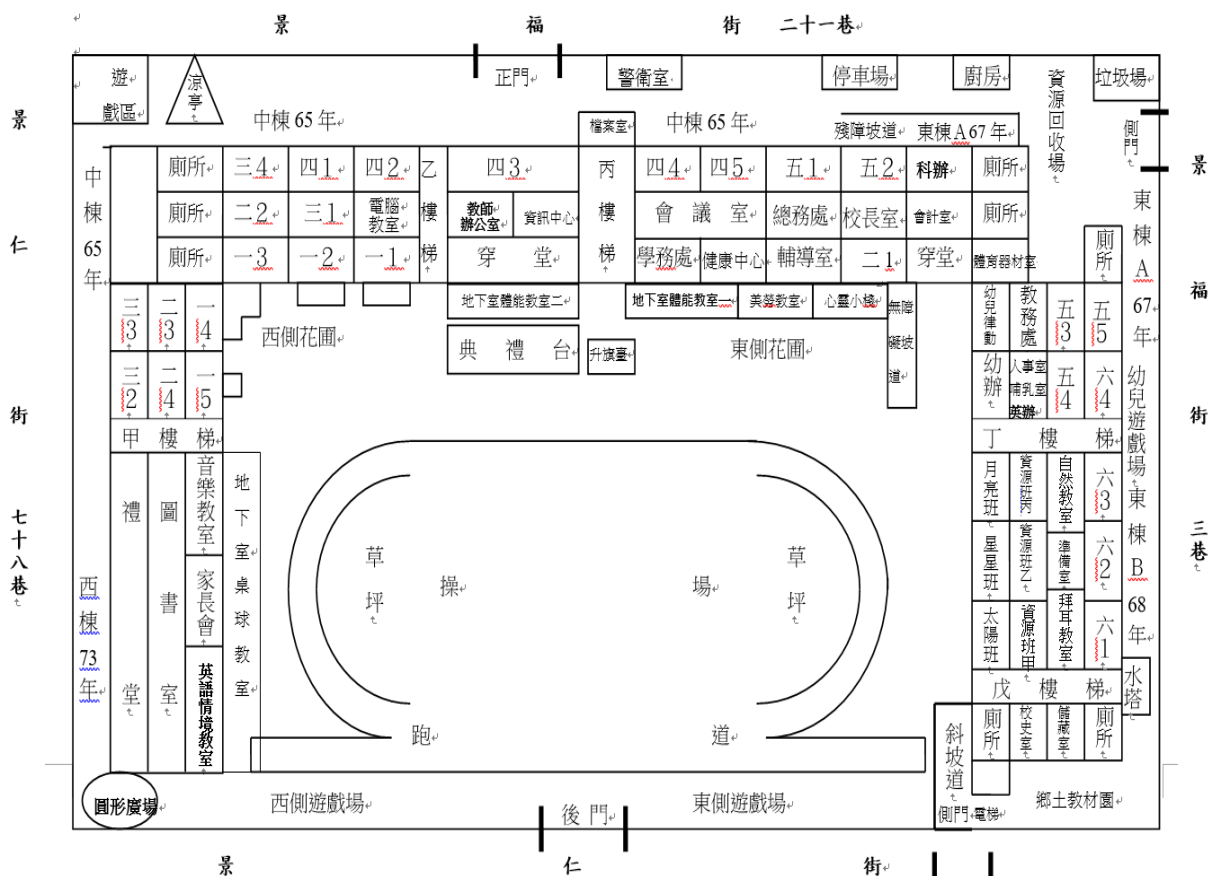 景 福 街 二十一巷
遊戲區
涼亭
正門
警衛室
停車場
廚房
資源回收場
垃圾場
側門
景仁街七十八巷
景福街三巷
中棟65年
檔案室
中棟65年
殘障坡道
東棟A67年
中棟65年
廁所 三4 四1 四2 乙樓梯 四3 丙樓梯 四4 四5 五1 五2 科辦 廁所
廁所 二2 三1 電腦教室 教師辦公室 資訊中心 會議室 總務處 校長室 會計室 廁所
廁所 一3 一2 一1 穿堂 學務處 健康中心 輔導室 二1 穿堂 體育器材室
廁所
東棟A67年
三3 二3 一4
西側花圃
地下室體能教室二
地下室體能教室一 美勞教室 心靈小棧
無障礙坡道
典禮台
升旗臺
東側花圃
幼兒律動 教務處 五3 五5
三2 二4 一5
幼辦 人事室 哺乳室 英辦 五4 六4
幼兒遊戲場
甲樓梯
丁樓梯
禮堂
圖書室
音樂教室
家長會
英語情境教室
地下室桌球教室
西棟73年
草坪
操場
草坪
跑道
月亮班 資源班丙 自然教室 六3
星星班 資源班乙 準備室 六2
太陽班 資源班甲 拜耳教室 六1
東棟B68年
戊樓梯
水塔
斜坡道
廁所 校史室 儲藏室 廁所
圓形廣場
西側遊戲場
後門
東側遊戲場
側門 電梯
鄉土教材園
景 仁 街